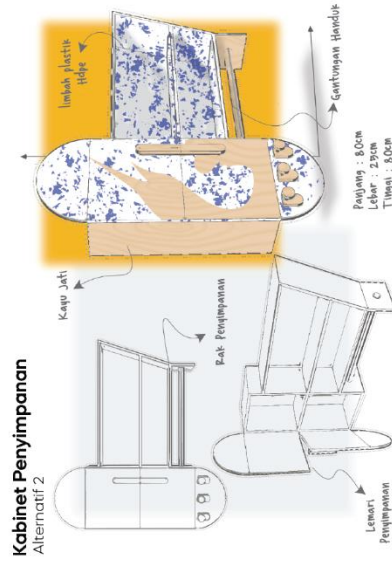 Kabinet Penyimpanan
Alternatif 2
Kayu Jati
limbah plastik
Hdpe
Rak Penyimpanan
Gantungan Handuk
Lemari
Penyimpanan
Panjang : 80cm
Lebar : 25cm
Tinggi : 80cm